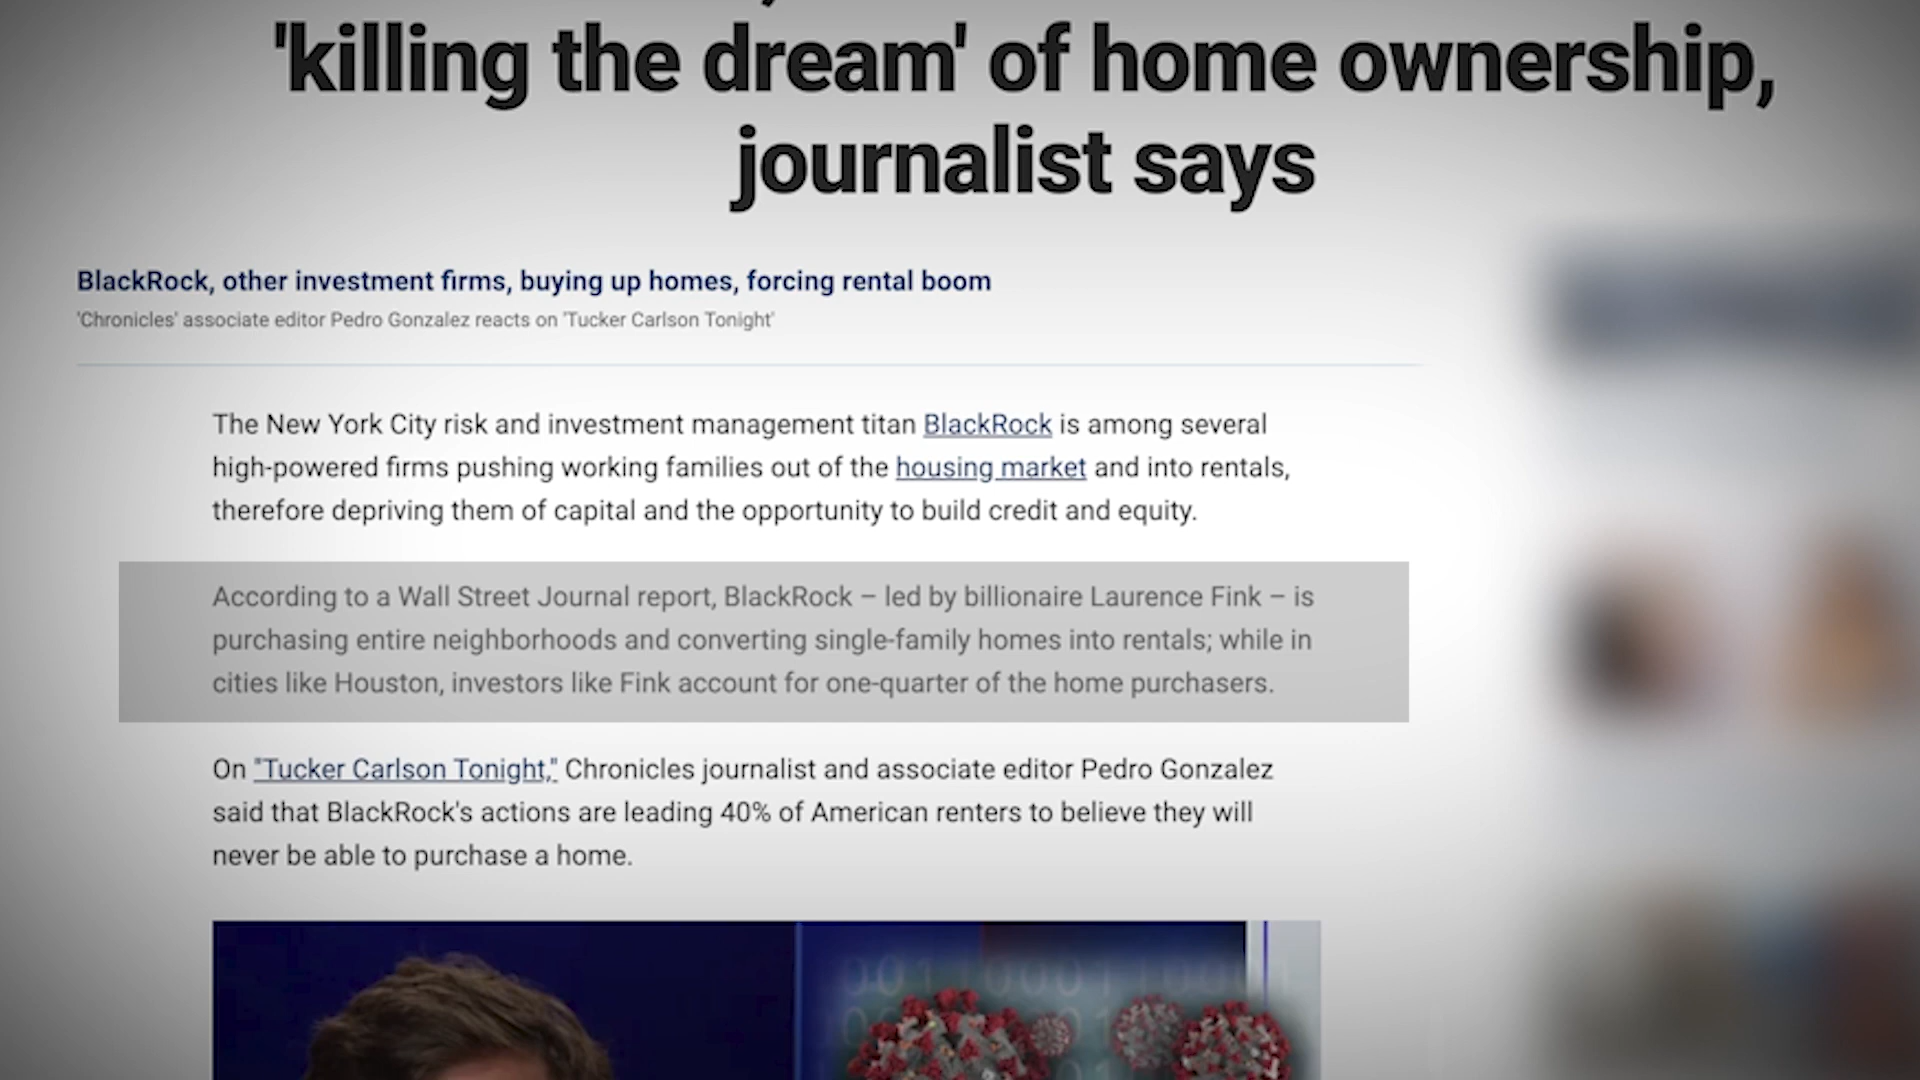 'killing the dream' of home ownership,
journalist says
BlackRock, other investment firms, buying up homes, forcing rental boom
'Chronicles' associate editor Pedro Gonzalez reacts on 'Tucker Carlson Tonight'
The New York City risk and investment management titan BlackRock is among several
high-powered firms pushing working families out of the housing market and into rentals,
therefore depriving them of capital and the opportunity to build credit and equity.
According to a Wall Street Journal report, BlackRock – led by billionaire Laurence Fink – is
purchasing entire neighborhoods and converting single-family homes into rentals; while in
cities like Houston, investors like Fink account for one-quarter of the home purchasers.
On "Tucker Carlson Tonight," Chronicles journalist and associate editor Pedro Gonzalez
said that BlackRock's actions are leading 40% of American renters to believe they will
never be able to purchase a home.